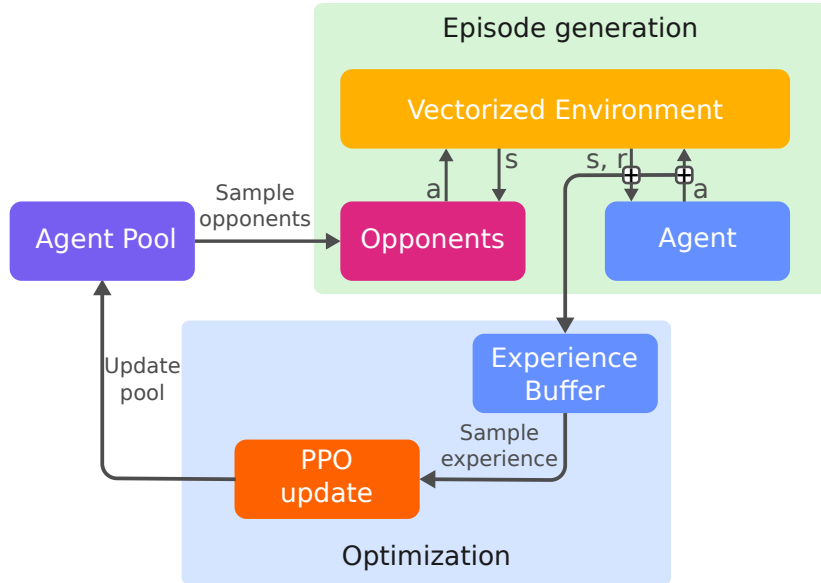 Episode generation
Vectorized Environment
a
s
s, r
a
Sample
opponents
Agent Pool
Opponents
Agent
Update
pool
Experience
Buffer
Sample
experience
PPO
update
Optimization